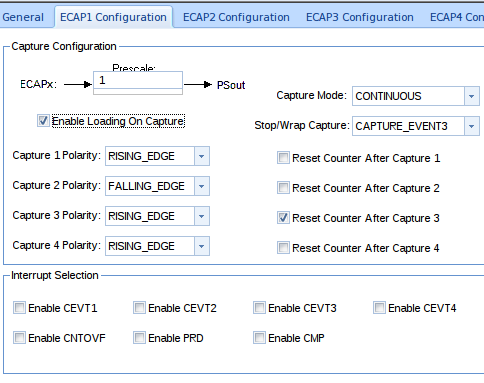 General ECAP1 Configuration ECAP2 Configuration ECAP3 Configuration ECAP4 Con
Capture Configuration
Prescale:
ECAPx: 1 PSout
Capture Mode: CONTINUOUS
Enable Loading On Capture
Stop/Wrap Capture: CAPTURE_EVENT3
Capture 1 Polarity: RISING_EDGE Reset Counter After Capture 1
Capture 2 Polarity: FALLING_EDGE Reset Counter After Capture 2
Capture 3 Polarity: RISING_EDGE Reset Counter After Capture 3
Capture 4 Polarity: RISING_EDGE Reset Counter After Capture 4
Interrupt Selection
Enable CEVT1 Enable CEVT2 Enable CEVT3 Enable CEVT4
Enable CNTOVF Enable PRD Enable CMP